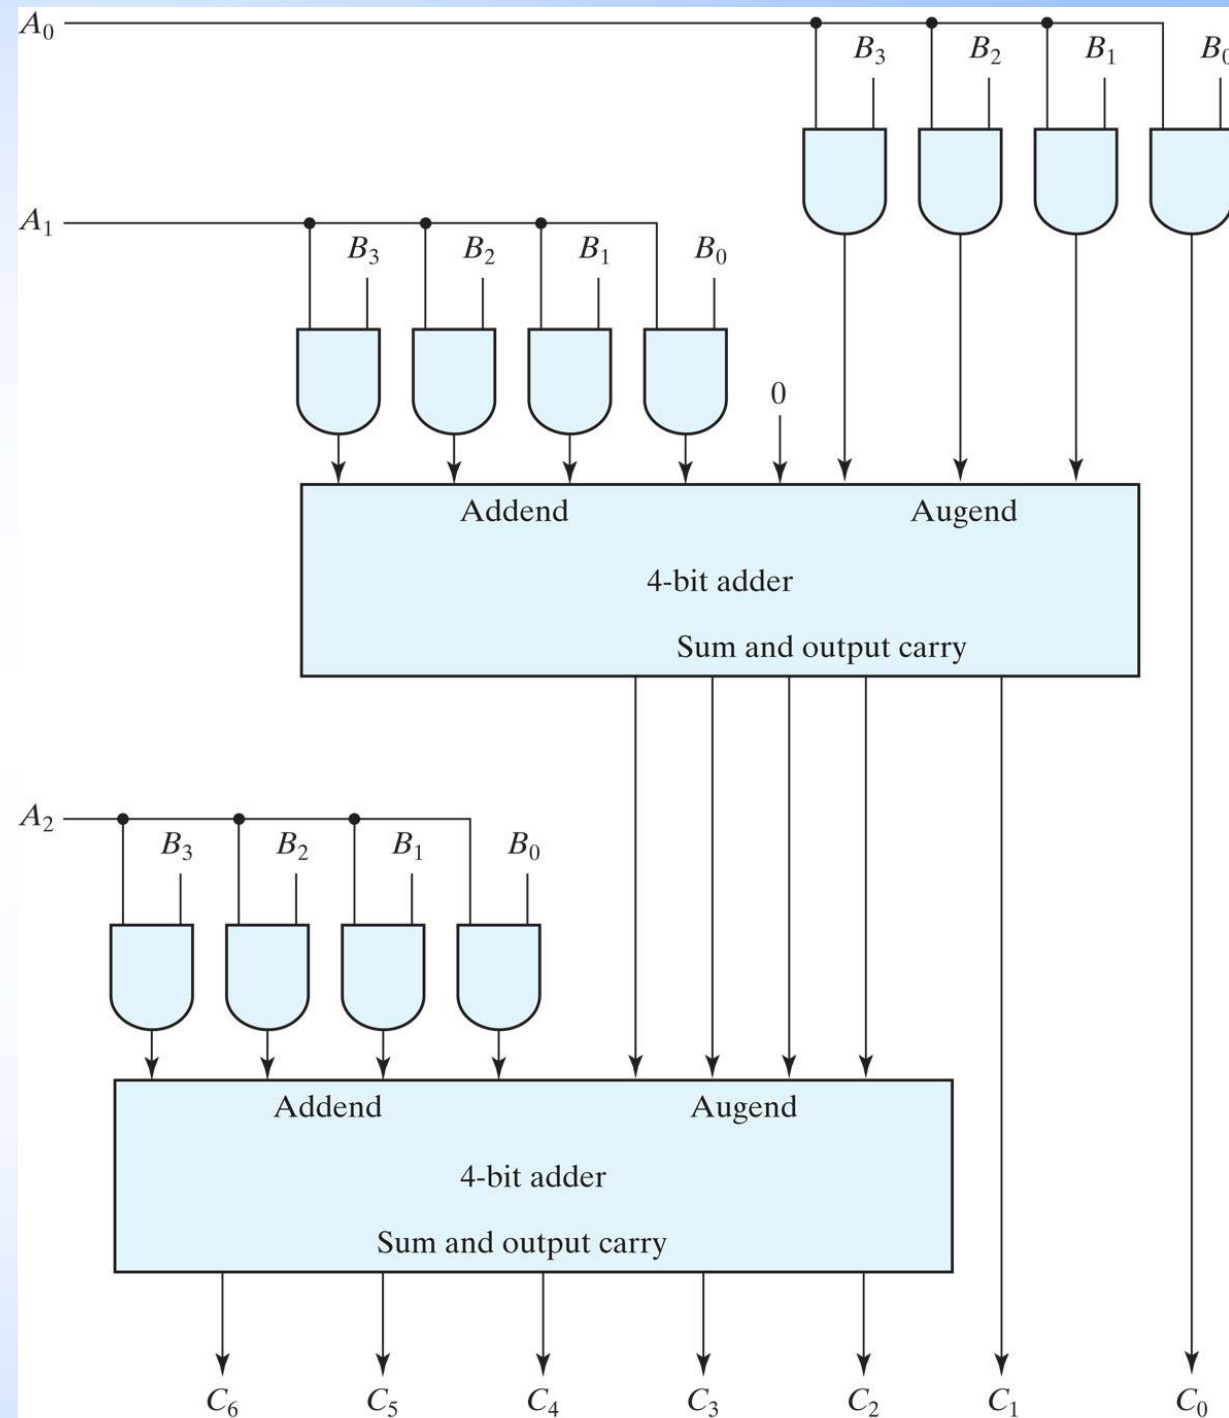 A₀
B₃ B₂ B₁ B₀
A₁
B₃ B₂ B₁ B₀
0
Addend Augend
4-bit adder
Sum and output carry
A₂
B₃ B₂ B₁ B₀
Addend Augend
4-bit adder
Sum and output carry
C₆ C₅ C₄ C₃ C₂ C₁ C₀